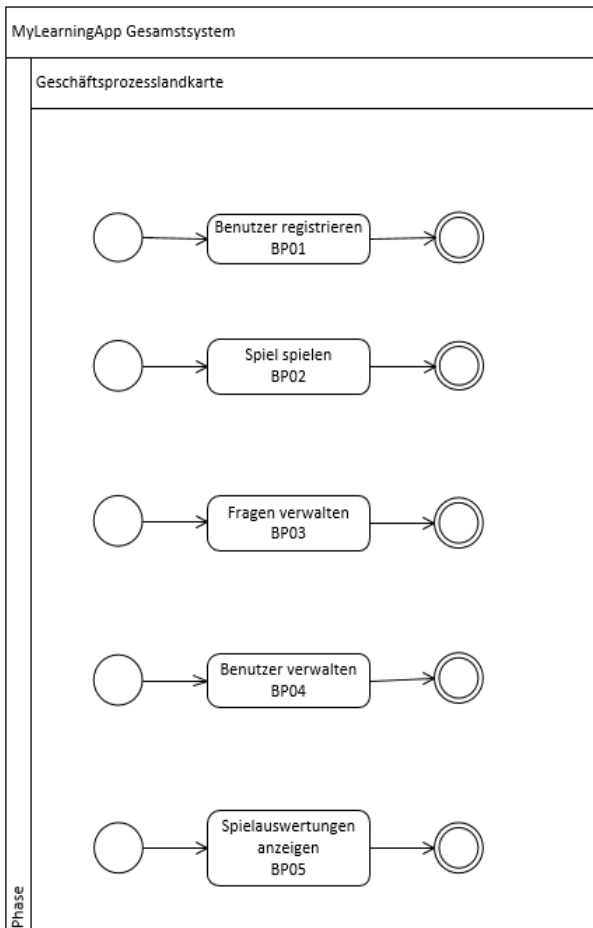 MyLearningApp Gesamstsystem
Geschäftsprozesslandkarte
Benutzer registrieren
BP01
Spiel spielen
BP02
Fragen verwalten
BP03
Benutzer verwalten
BP04
Spielauswertungen
anzeigen
BP05
Phase